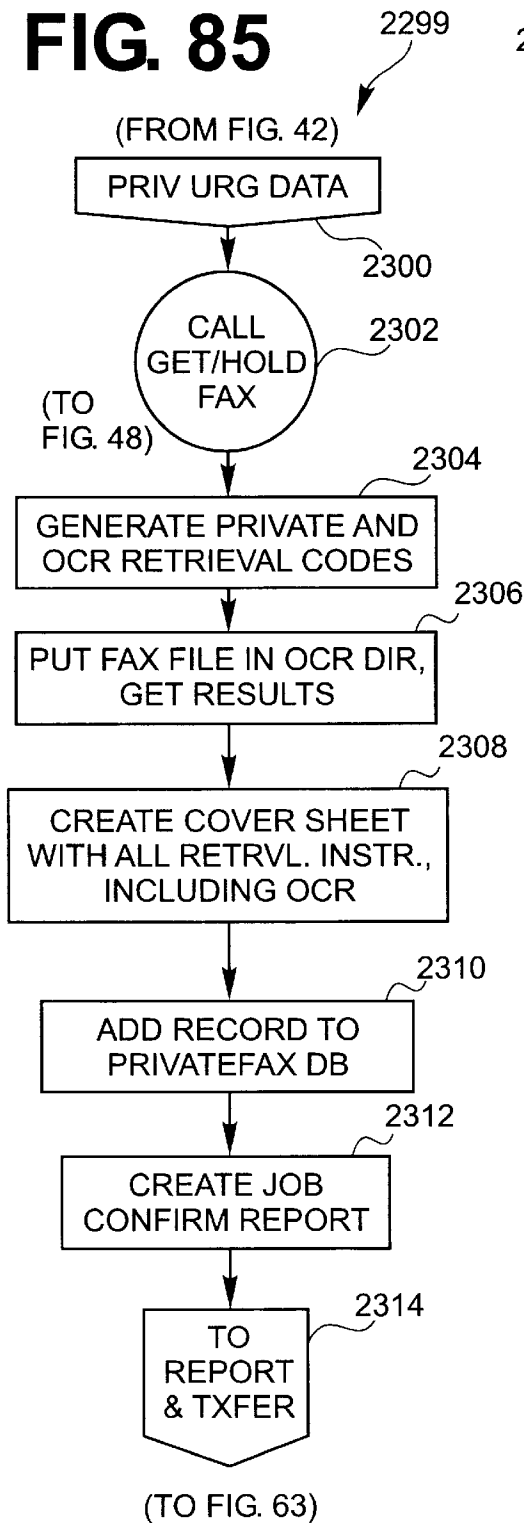 FIG. 85
2299
2
(FROM FIG. 42)
PRIV URG DATA
2300
CALL
GET/HOLD
FAX
2302
(TO
FIG. 48)
2304
GENERATE PRIVATE AND
OCR RETRIEVAL CODES
2306
PUT FAX FILE IN OCR DIR,
GET RESULTS
2308
CREATE COVER SHEET
WITH ALL RETRVL. INSTR.,
INCLUDING OCR
2310
ADD RECORD TO
PRIVATEFAX DB
2312
CREATE JOB
CONFIRM REPORT
2314
TO
REPORT
& TXFER
(TO FIG. 63)